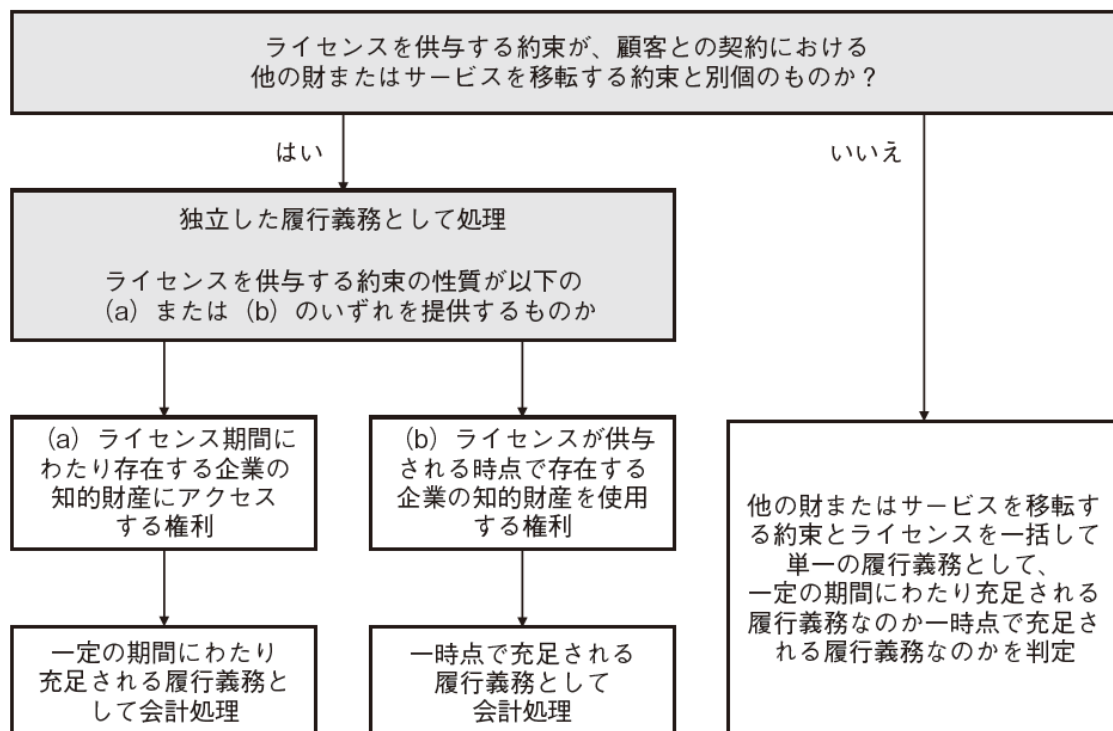 ライセンスを供与する約束が、顧客との契約における
他の財またはサービスを移転する約束と別個のものか？
はい
いいえ
独立した履行義務として処理
ライセンスを供与する約束の性質が以下の
（a）または（b）のいずれを提供するものか
（a）ライセンス期間に
わたり存在する企業の
知的財産にアクセス
する権利
（b）ライセンスが供与
される時点で存在する
企業の知的財産を使用
する権利
他の財またはサービスを移転す
る約束とライセンスを一括して
単一の履行義務として、
一定の期間にわたり充足される
履行義務なのか一時点で充足さ
れる履行義務なのかを判定
一定の期間にわたり
充足される履行義務と
して会計処理
一時点で充足される
履行義務として
会計処理